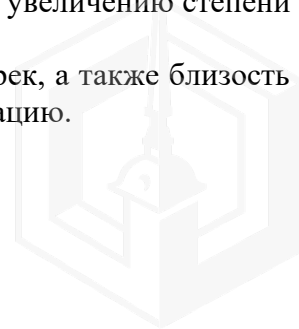 увеличению степени
рек, а также близость
ацию.